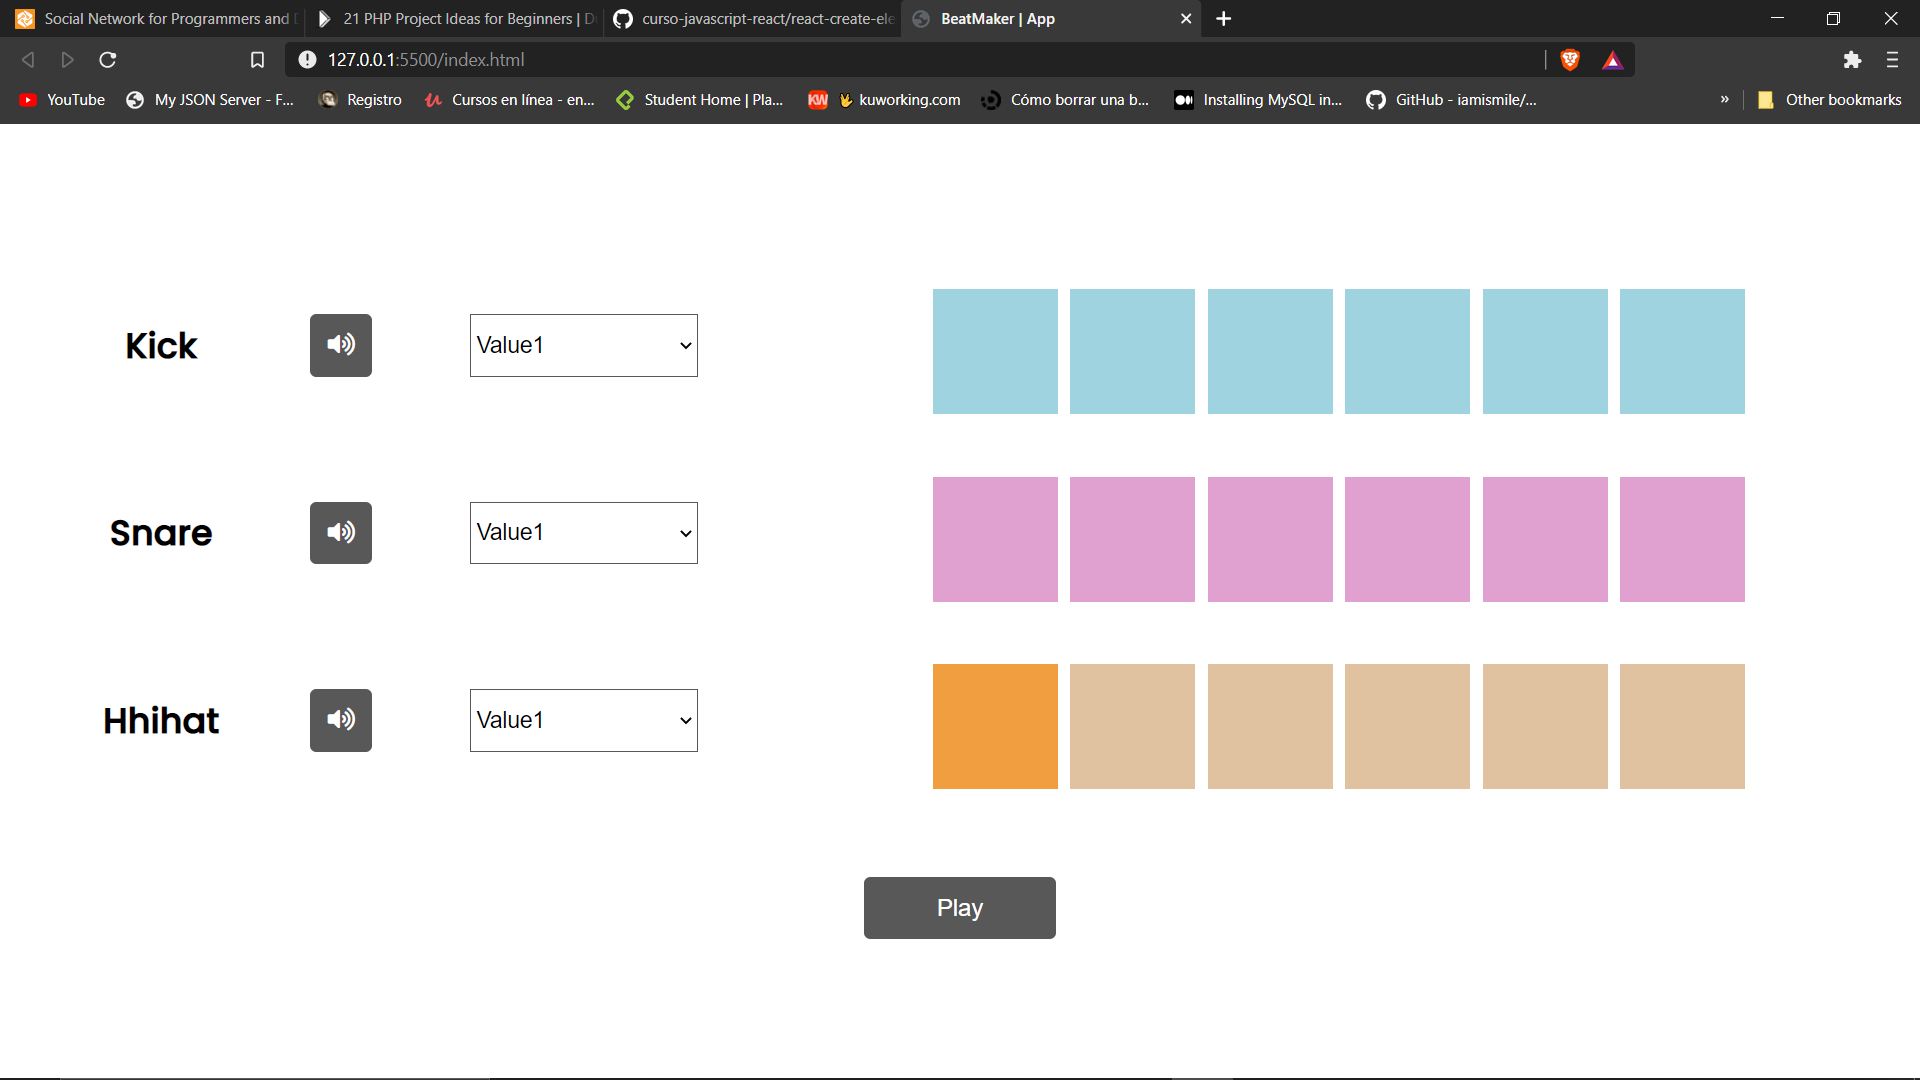 Social Network for Programmers and D
21 PHP Project Ideas for Beginners | D
curso-javascript-react/react-create-ele
BeatMaker | App
127.0.0.1:5500/index.html
YouTube
My JSON Server - F...
Registro
Cursos en línea - en...
Student Home | Pla...
KW
kuworking.com
Cómo borrar una b...
Installing MySQL in...
GitHub - iamismile/...
»
Other bookmarks
Kick
Value1
Snare
Value1
Hhihat
Value1
Play